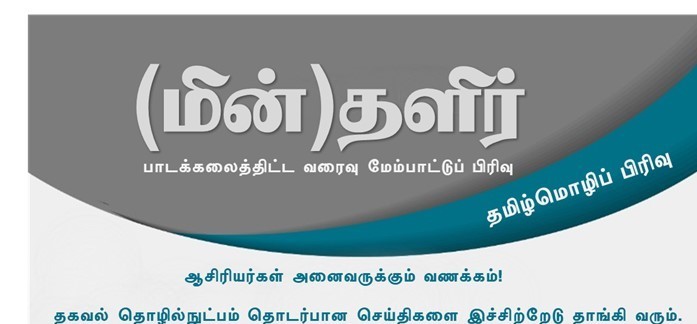 (மின்)தளிர்
பாடக்கலைத்திட்ட வரைவு மேம்பாட்டுப் பிரிவு
தமிழ்மொழிப் பிரிவு
ஆசிரியர்கள் அனைவருக்கும் வணக்கம்!
தகவல் தொழில்நுட்பம் தொடர்பான செய்திகளை இச்சிற்றேடு தாங்கி வரும்.